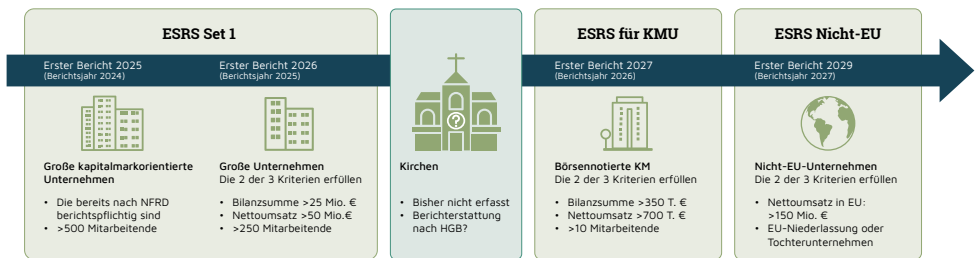 ESRS Set 1
Erster Bericht 2025
(Berichtsjahr 2024)
Große kapitalmarkorientierte
Unternehmen
• Die bereits nach NFRD
berichtspflichtig sind
• >500 Mitarbeitende
Erster Bericht 2026
(Berichtsjahr 2025)
Große Unternehmen
Die 2 der 3 Kriterien erfüllen
• Bilanzsumme >25 Mio. €
• Nettoumsatz >50 Mio.€
• >250 Mitarbeitende
?
Kirchen
• Bisher nicht erfasst
• Berichterstattung
nach HGB?
ESRS für KMU
Erster Bericht 2027
(Berichtsjahr 2026)
Börsennotierte KM
Die 2 der 3 Kriterien erfüllen
• Bilanzsumme >350 T. €
• Nettoumsatz >700 T. €
• >10 Mitarbeitende
ESRS Nicht-EU
Erster Bericht 2029
(Berichtsjahr 2027)
Nicht-EU-Unternehmen
Die 2 der 3 Kriterien erfüllen
• Nettoumsatz in EU:
>150 Mio. €
• EU-Niederlassung oder
Tochterunternehmen